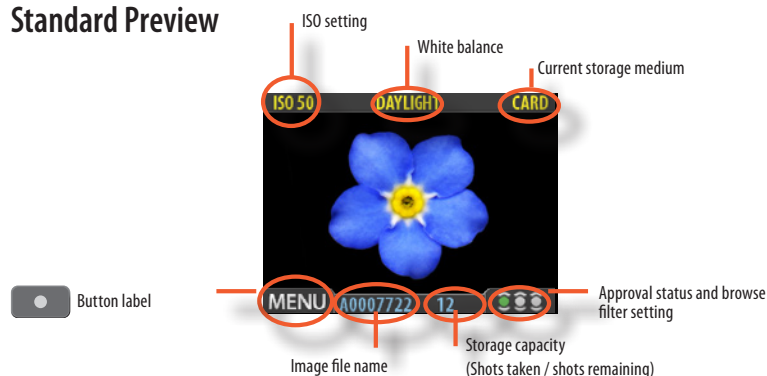 Standard Preview
ISO setting
White balance
Current storage medium
ISO 50 DAYLIGHT CARD
Button label
MENU A0007722 12
Approval status and browse
filter setting
Image file name
Storage capacity
(Shots taken / shots remaining)